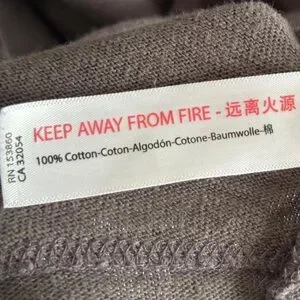 KEEP AWAY FROM FIRE - 远离火源
100% Cotton-Coton-Algodón-Cotone-Baumwolle-棉
RN 153860
CA 32054